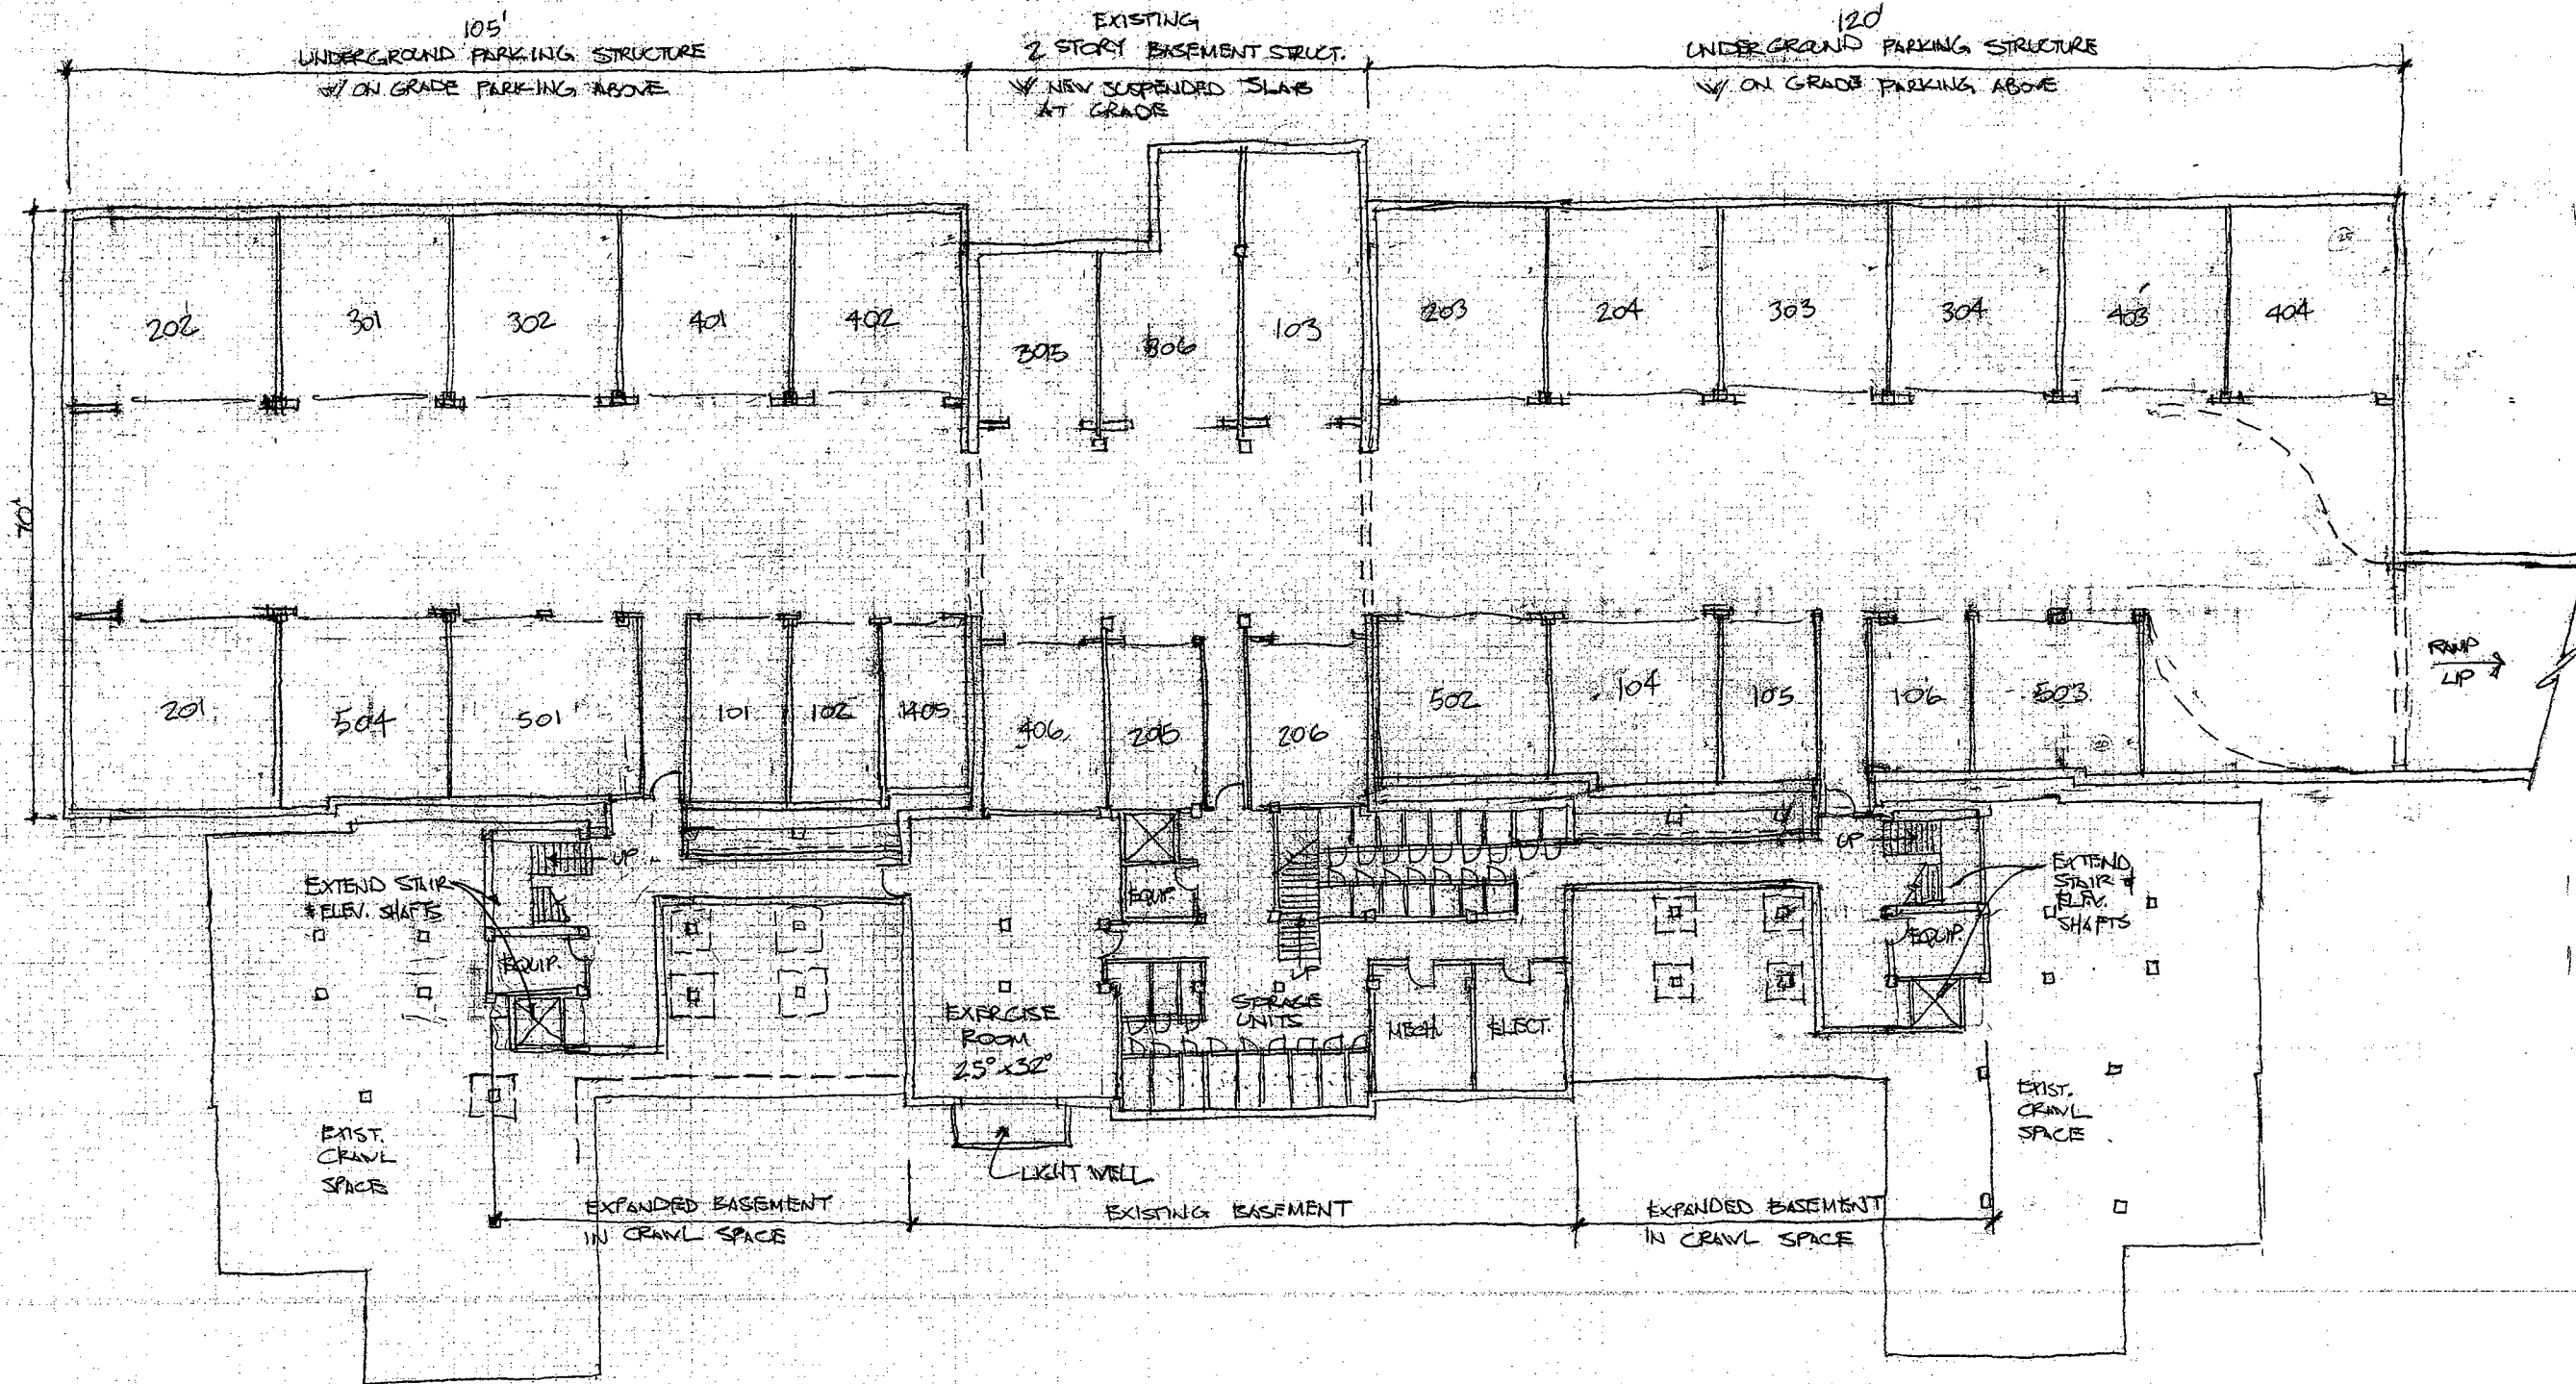 105'
UNDERGROUND PARKING STRUCTURE
W/ ON GRADE PARKING ABOVE
EXISTING
2 STORY BASEMENT STRUCT.
W/ NEW SUSPENDED SLAB
AT GRADE
120'
UNDERGROUND PARKING STRUCTURE
W/ ON GRADE PARKING ABOVE
70'
202
301
302
401
402
305
306
103
203
204
303
304
403
404
201
504
501
101
102
405
406
205
206
502
104
105
106
503
RAMP
UP
UP
EXTEND STAIR
& ELEV. SHAFTS
EQUIP.
EQUIP.
UP
EXERCISE
ROOM
25⁰ x 32⁰
STORAGE
UNITS
MECH.
ELECT.
UP
EXTEND
STAIR &
ELEV.
SHAFTS
EQUIP.
EXIST.
CRAWL
SPACE
EXIST.
CRAWL
SPACE
LIGHT WELL
EXPANDED BASEMENT
IN CRAWL SPACE
EXISTING BASEMENT
EXPANDED BASEMENT
IN CRAWL SPACE